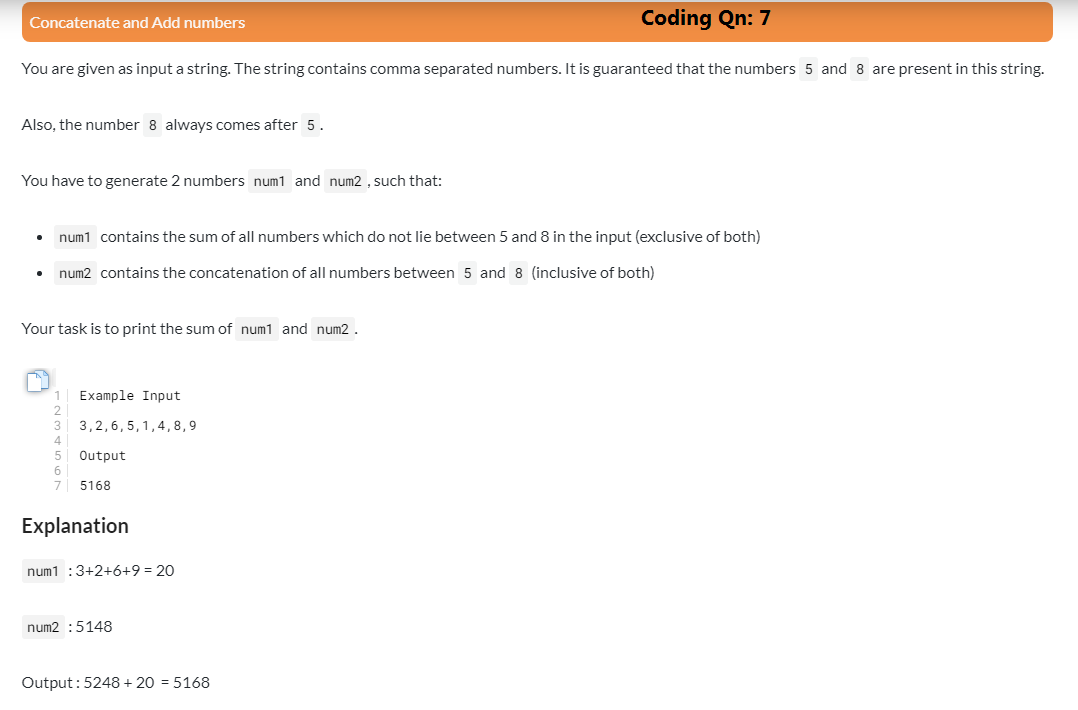 Concatenate and Add numbers
Coding Qn: 7
You are given as input a string. The string contains comma separated numbers. It is guaranteed that the numbers 5 and 8 are present in this string.
Also, the number 8 always comes after 5 .
You have to generate 2 numbers num1 and num2 , such that:
• num1 contains the sum of all numbers which do not lie between 5 and 8 in the input (exclusive of both)
• num2 contains the concatenation of all numbers between 5 and 8 (inclusive of both)
Your task is to print the sum of num1 and num2 .
1 Example Input
2
3 3,2,6,5,1,4,8,9
4
5 Output
6
7 5168
Explanation
num1 : 3+2+6+9 = 20
num2 : 5148
Output : 5248 + 20 = 5168